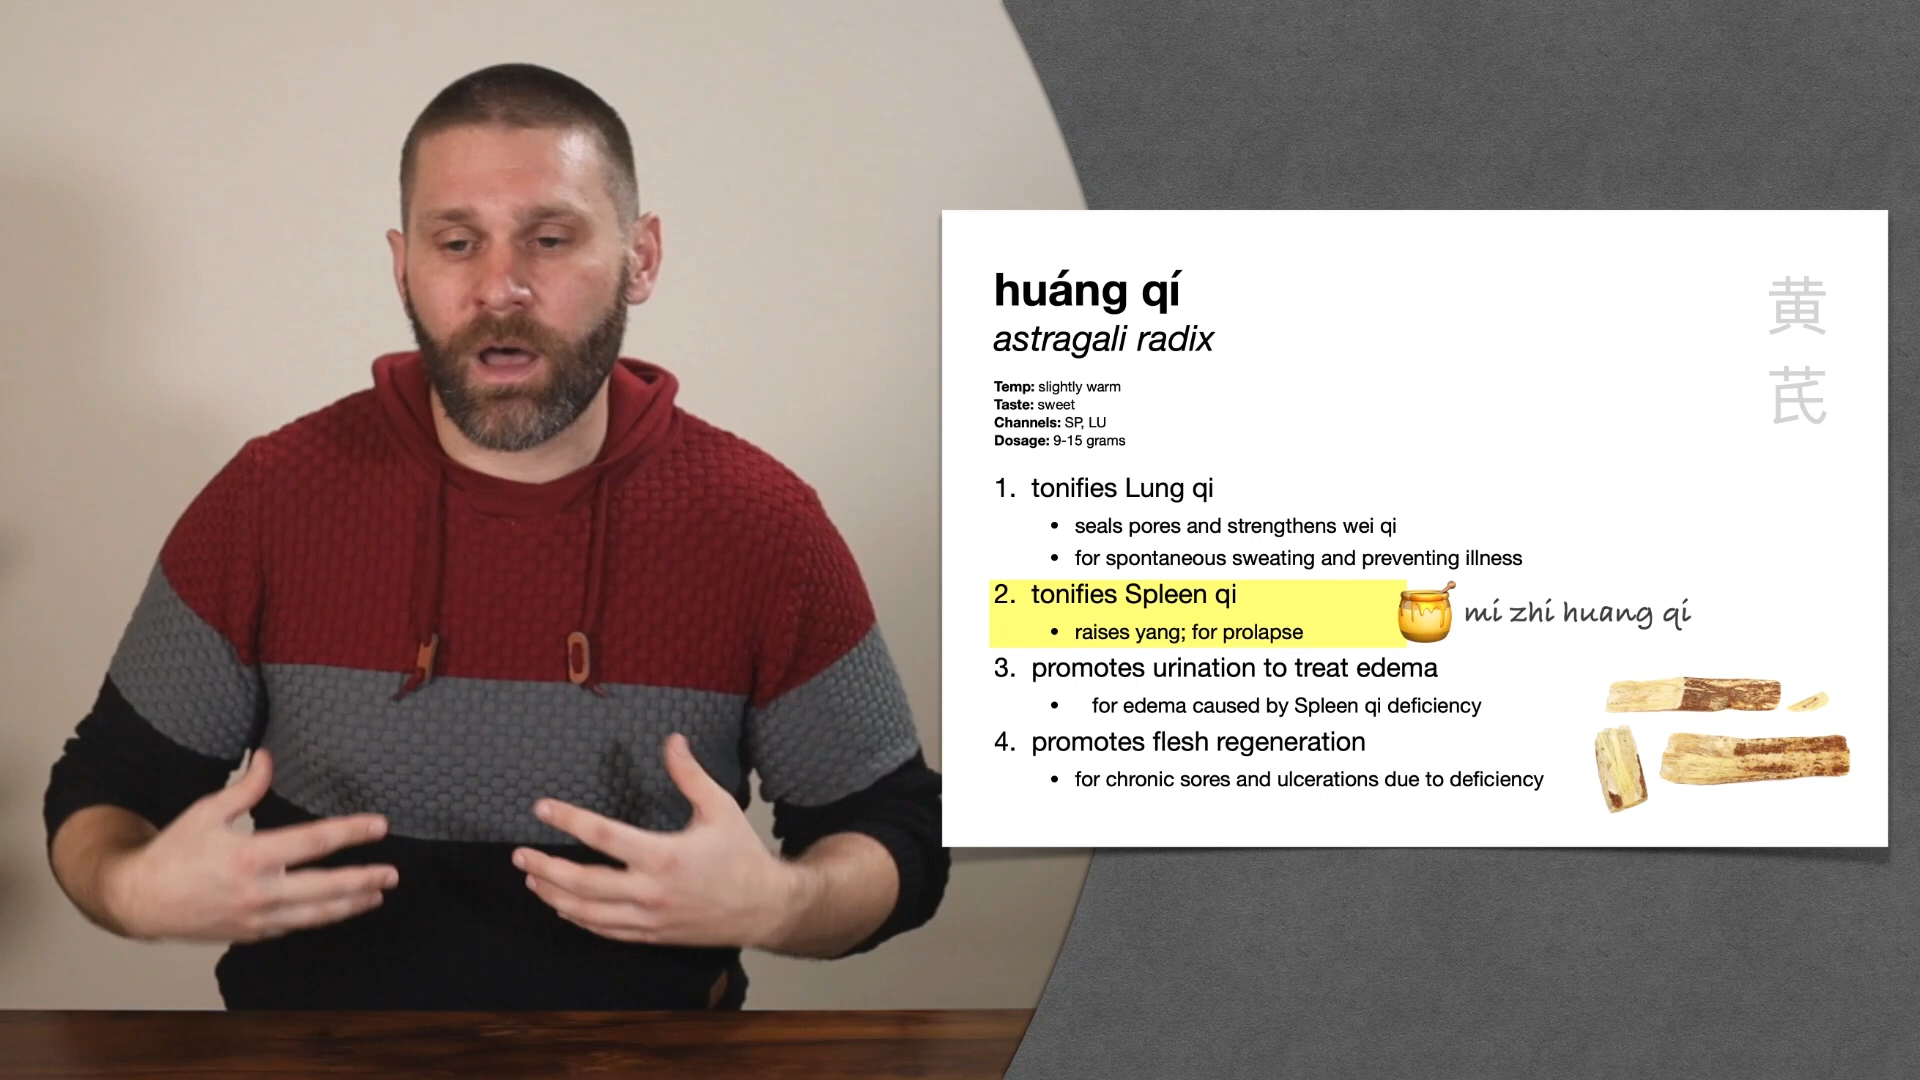 huáng qí
astragali radix
黄
芪
Temp: slightly warm
Taste: sweet
Channels: SP, LU
Dosage: 9-15 grams
1. tonifies Lung qi
• seals pores and strengthens wei qi
• for spontaneous sweating and preventing illness
2. tonifies Spleen qi
• raises yang; for prolapse
mi zhi huang qi
3. promotes urination to treat edema
• for edema caused by Spleen qi deficiency
4. promotes flesh regeneration
• for chronic sores and ulcerations due to deficiency